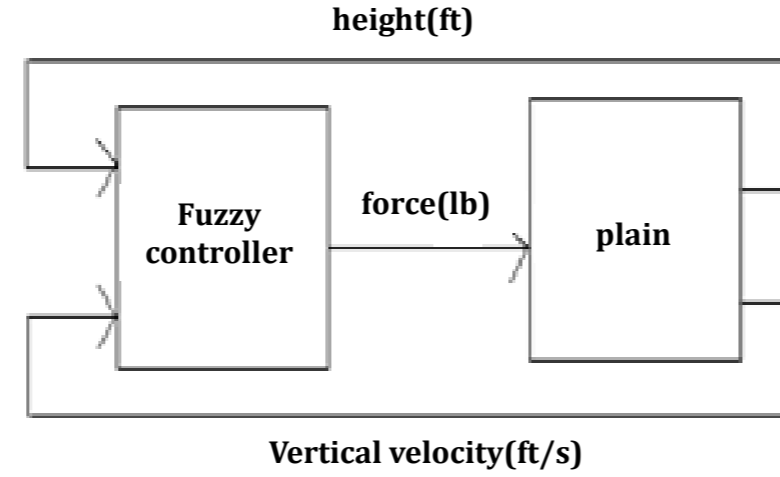 height(ft)
Fuzzy
controller
force(lb)
plain
Vertical velocity(ft/s)